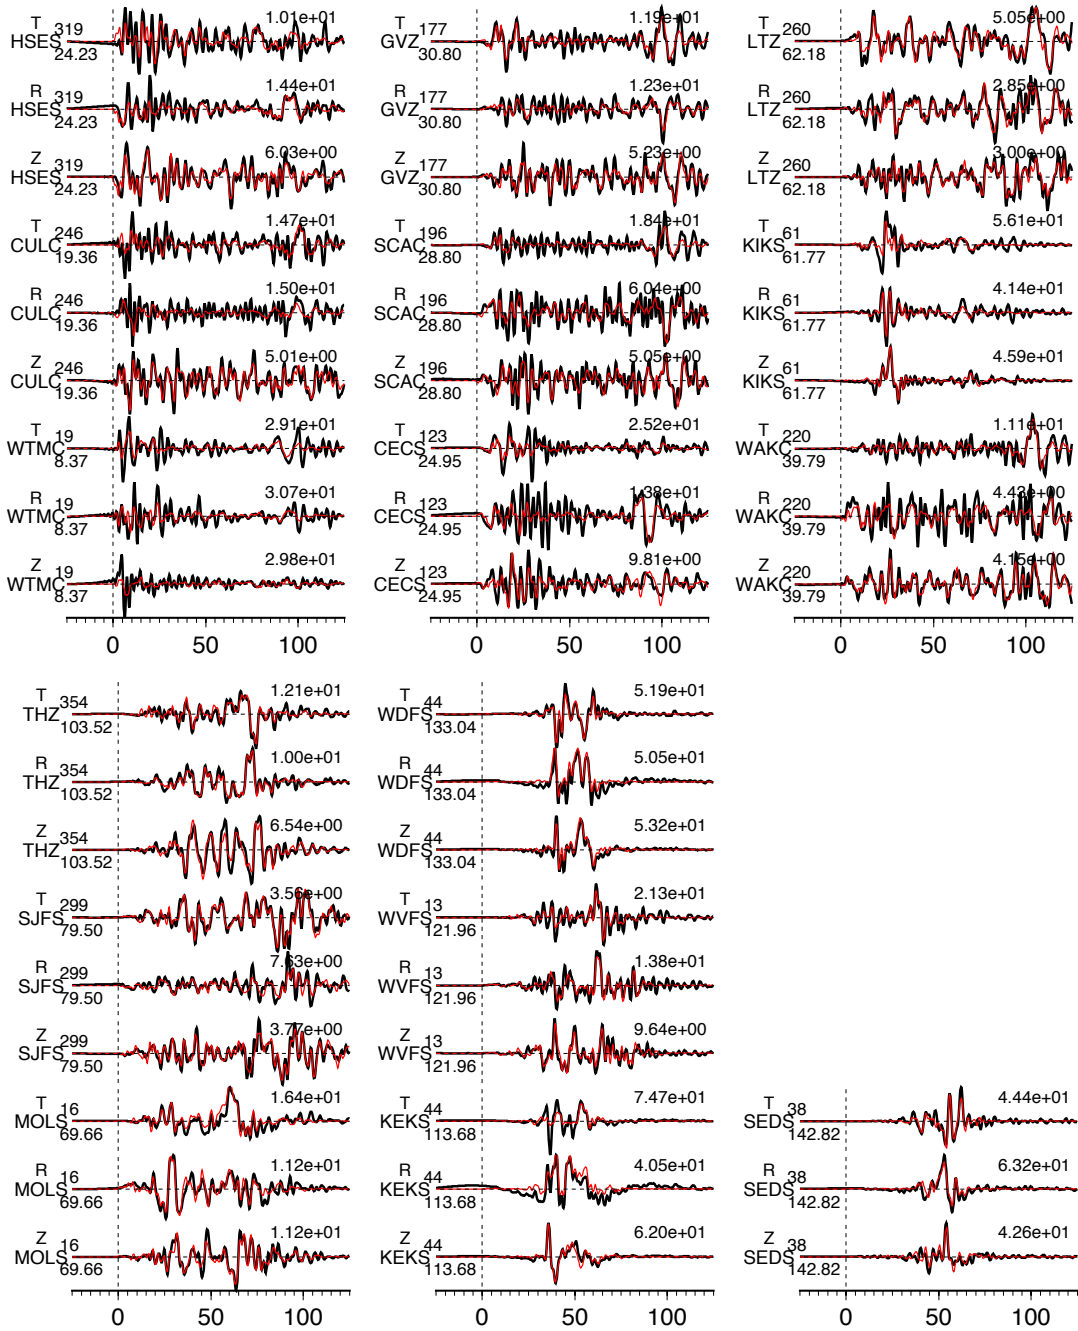 T
HSES 319 24.23 1.01e+01
R
HSES 319 24.23 1.44e+01
Z
HSES 319 24.23 6.03e+00
T
CULC 246 19.36 1.47e+01
R
CULC 246 19.36 1.50e+01
Z
CULC 246 19.36 5.01e+00
T
WTMC 19 8.37 2.91e+01
R
WTMC 19 8.37 3.07e+01
Z
WTMC 19 8.37 2.98e+01
0 50 100
T
GVZ 177 30.80 1.19e+01
R
GVZ 177 30.80 1.23e+01
Z
GVZ 177 30.80 5.23e+00
T
SCAC 196 28.80 1.84e+01
R
SCAC 196 28.80 6.04e+00
Z
SCAC 196 28.80 5.05e+00
T
CECS 123 24.95 2.52e+01
R
CECS 123 24.95 1.38e+01
Z
CECS 123 24.95 9.81e+00
0 50 100
T
LTZ 260 62.18 5.05e+00
R
LTZ 260 62.18 2.85e+00
Z
LTZ 260 62.18 3.00e+00
T
KIKS 61 61.77 5.61e+01
R
KIKS 61 61.77 4.14e+01
Z
KIKS 61 61.77 4.59e+01
T
WAKC 220 39.79 1.11e+01
R
WAKC 220 39.79 4.43e+00
Z
WAKC 220 39.79 4.15e+00
0 50 100
T
THZ 354 103.52 1.21e+01
R
THZ 354 103.52 1.00e+01
Z
THZ 354 103.52 6.54e+00
T
SJFS 299 79.50 3.56e+00
R
SJFS 299 79.50 7.63e+00
Z
SJFS 299 79.50 3.77e+00
T
MOLS 16 69.66 1.64e+01
R
MOLS 16 69.66 1.12e+01
Z
MOLS 16 69.66 1.12e+01
0 50 100
T
WDFS 44 133.04 5.19e+01
R
WDFS 44 133.04 5.05e+01
Z
WDFS 44 133.04 5.32e+01
T
WVFS 13 121.96 2.13e+01
R
WVFS 13 121.96 1.38e+01
Z
WVFS 13 121.96 9.64e+00
T
KEKS 44 113.68 7.47e+01
R
KEKS 44 113.68 4.05e+01
Z
KEKS 44 113.68 6.20e+01
0 50 100
T
SEDS 38 142.82 4.44e+01
R
SEDS 38 142.82 6.32e+01
Z
SEDS 38 142.82 4.26e+01
0 50 100